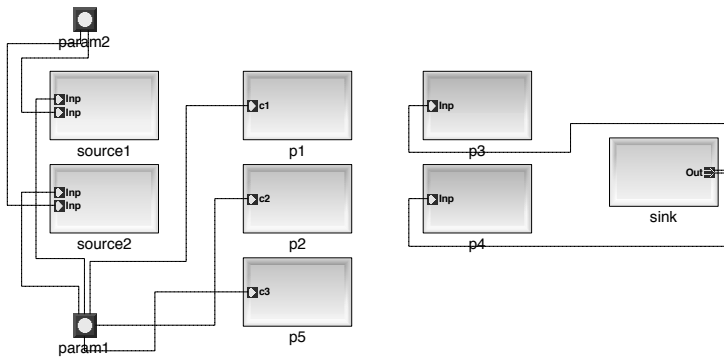 param2
Inp
Inp
source1
c1
p1
Inp
p3
Out
sink
Inp
Inp
source2
c2
p2
Inp
p4
c3
p5
param1